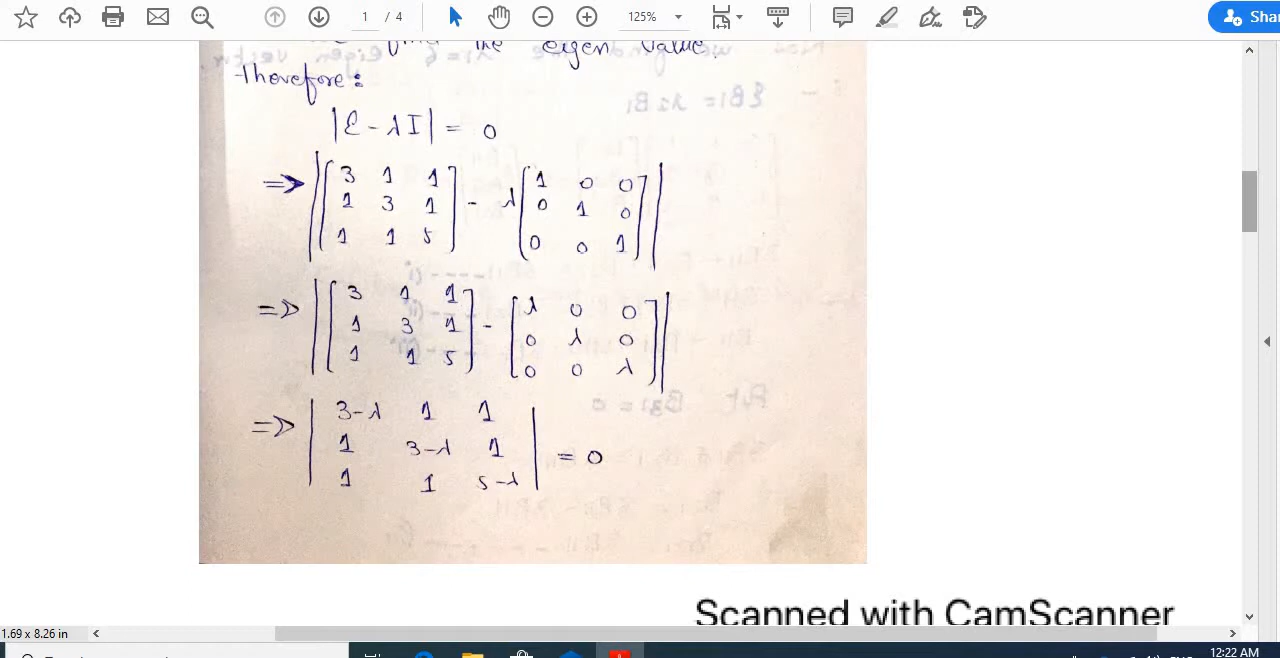 1 / 4
125%
Shar
the eigen value.
Therefore:
|Ɛ - λI| = 0
=> |[3 1 1
1 3 1
1 1 5] - λ[1 0 0
0 1 0
0 0 1]|
=> |[3 1 1
1 3 1
1 1 5] - [λ 0 0
0 λ 0
0 0 λ]|
=> |3-λ 1 1
1 3-λ 1
1 1 5-λ| = 0
Scanned with CamScanner
1.69 x 8.26 in
12:22 AM